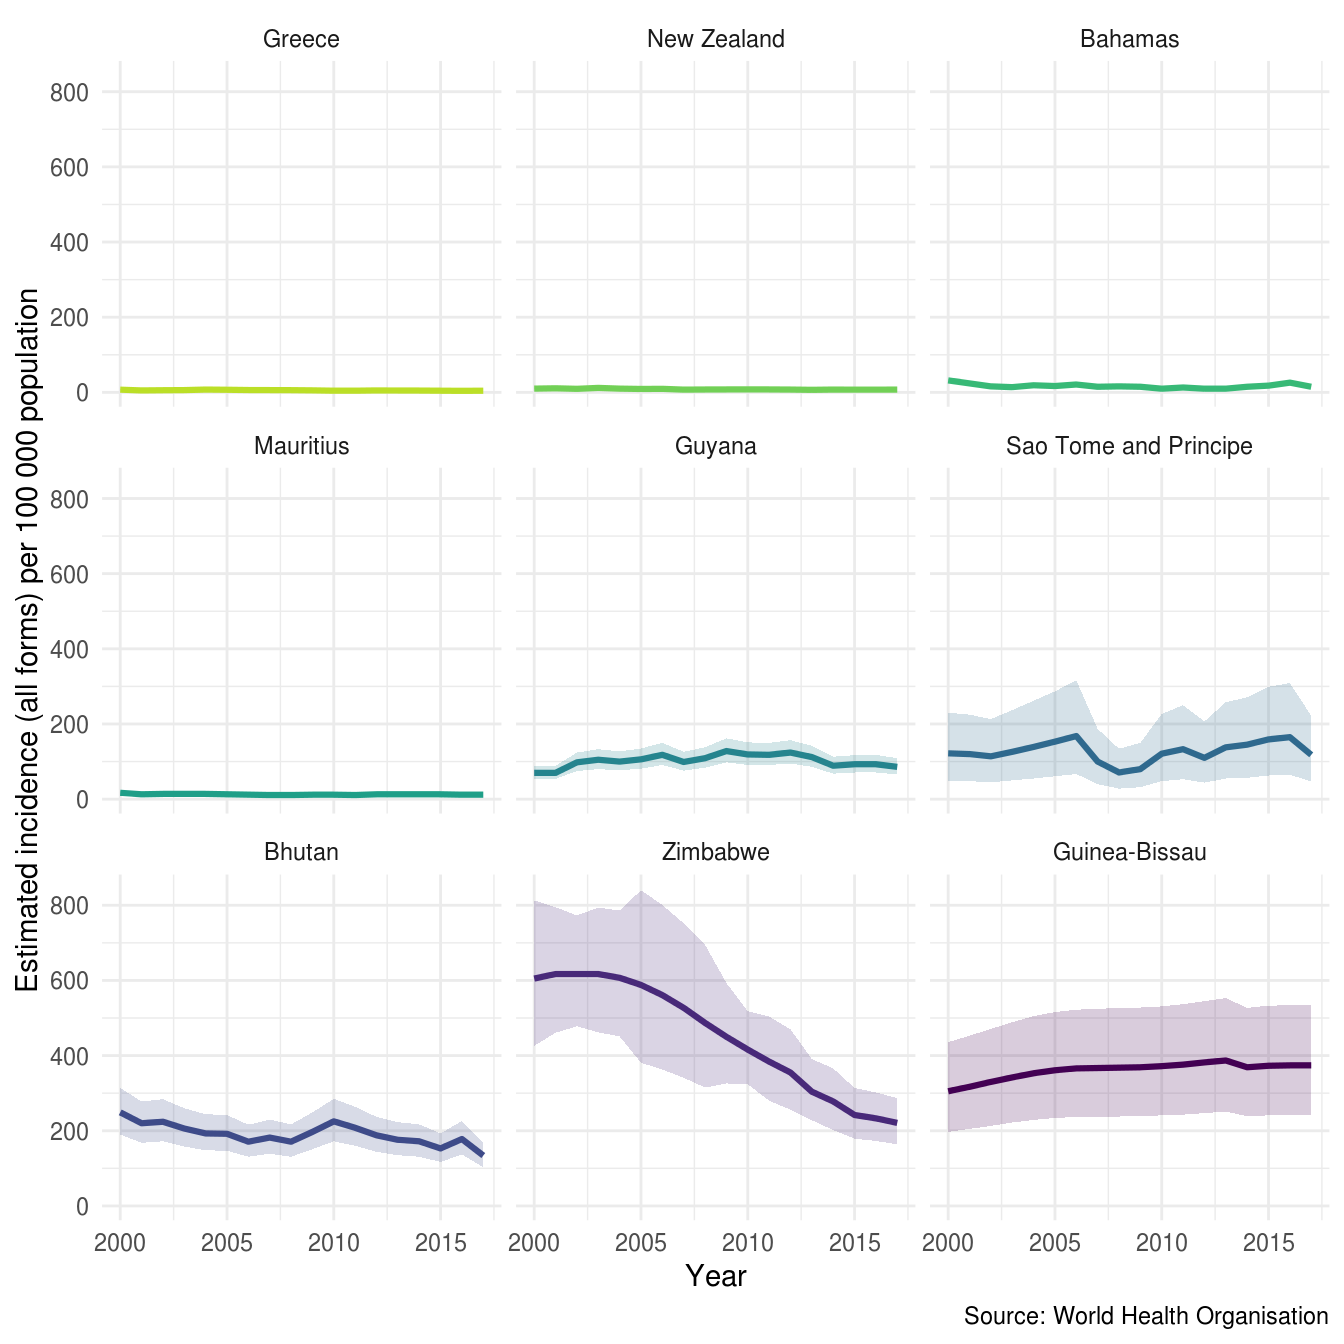 Greece
New Zealand
Bahamas
800
600
400
200
0
Mauritius
Guyana
Sao Tome and Principe
800
600
400
200
0
Bhutan
Zimbabwe
Guinea-Bissau
800
600
400
200
0
2000 2005 2010 2015
2000 2005 2010 2015
2000 2005 2010 2015
Estimated incidence (all forms) per 100 000 population
Year
Source: World Health Organisation